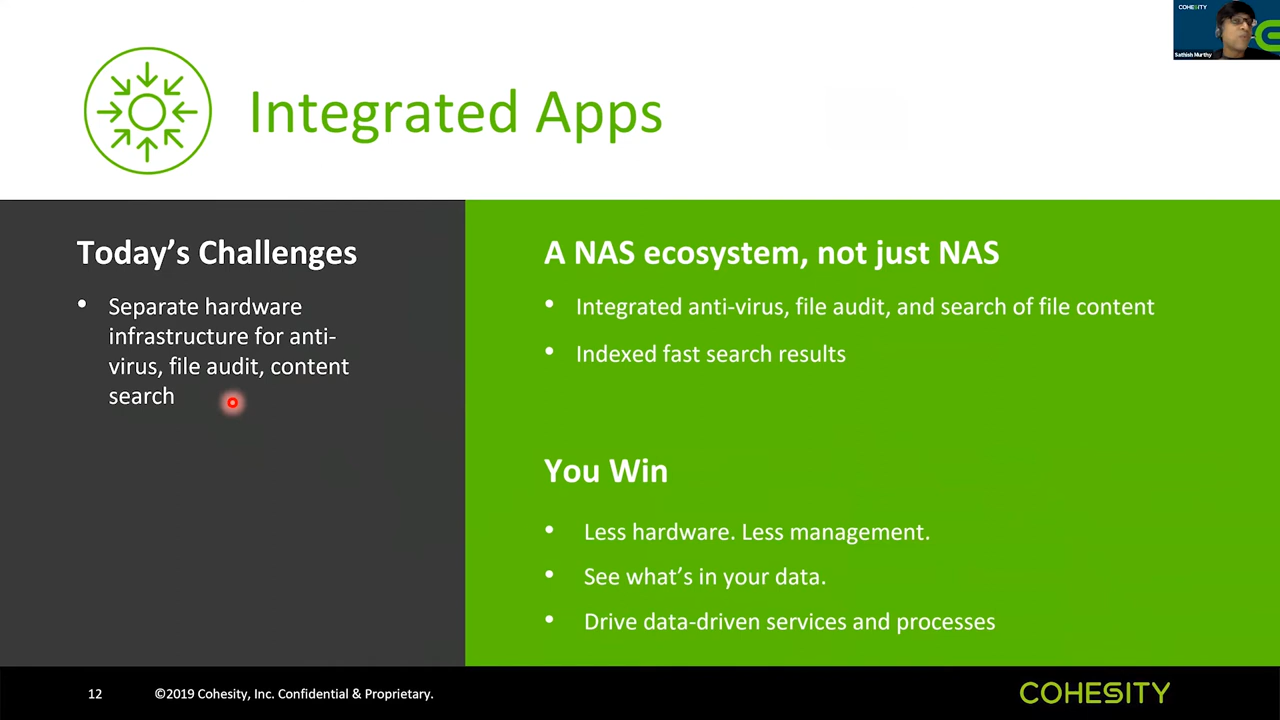 COHESITY
Sathish Murthy
Integrated Apps
Today’s Challenges
• Separate hardware
infrastructure for anti-
virus, file audit, content
search
A NAS ecosystem, not just NAS
• Integrated anti-virus, file audit, and search of file content
• Indexed fast search results
You Win
• Less hardware. Less management.
• See what’s in your data.
• Drive data-driven services and processes
12
©2019 Cohesity, Inc. Confidential & Proprietary.
COHESITY